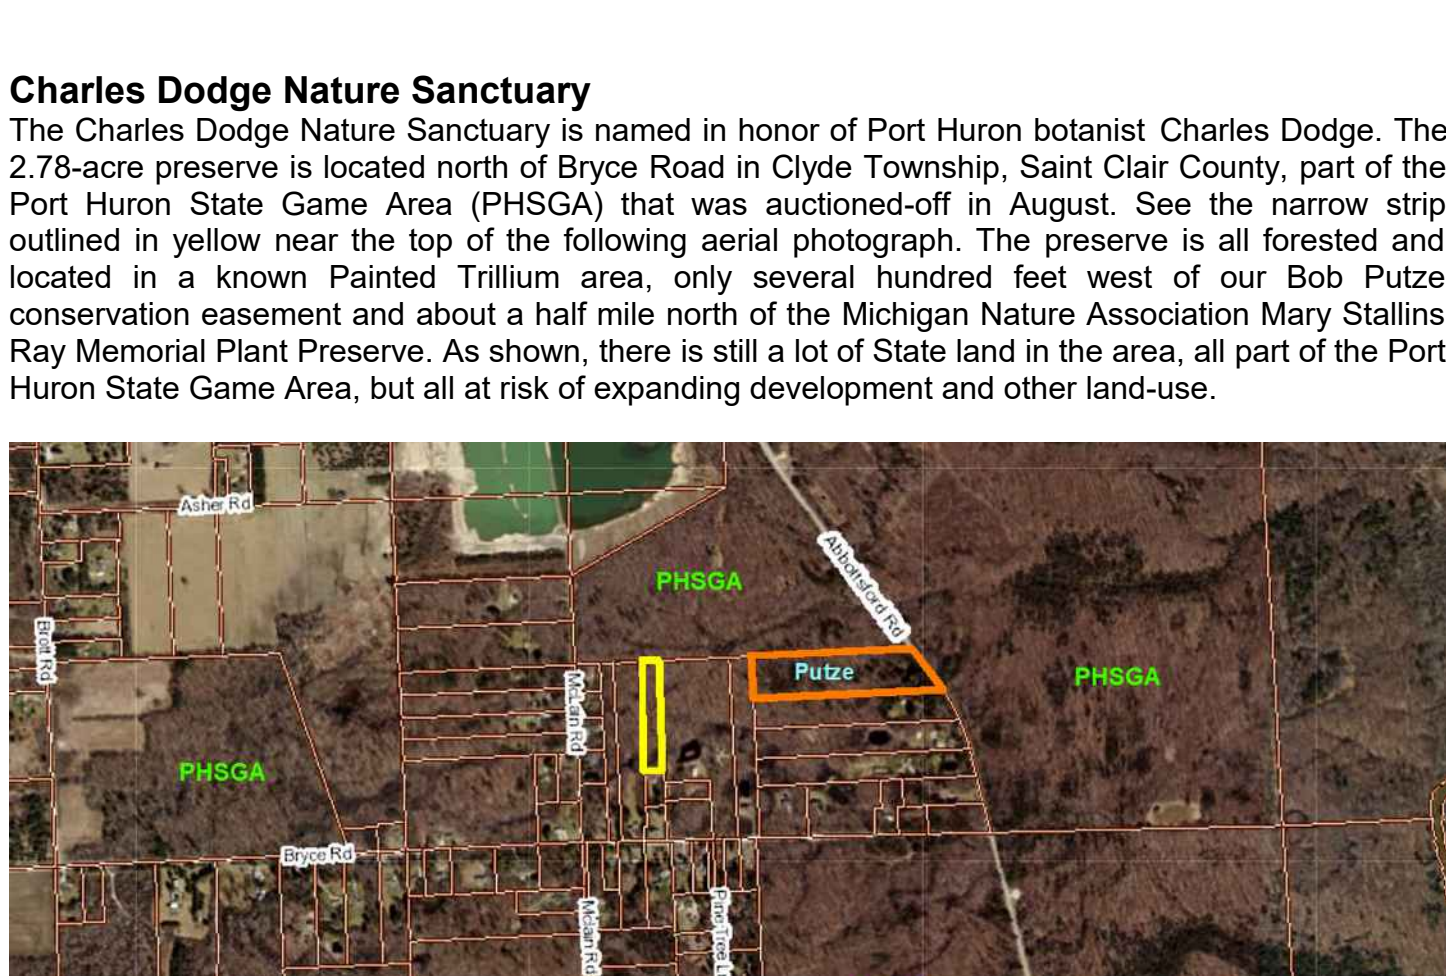 Charles Dodge Nature Sanctuary
The Charles Dodge Nature Sanctuary is named in honor of Port Huron botanist Charles Dodge. The
2.78-acre preserve is located north of Bryce Road in Clyde Township, Saint Clair County, part of the
Port Huron State Game Area (PHSGA) that was auctioned-off in August. See the narrow strip
outlined in yellow near the top of the following aerial photograph. The preserve is all forested and
located in a known Painted Trillium area, only several hundred feet west of our Bob Putze
conservation easement and about a half mile north of the Michigan Nature Association Mary Stallins
Ray Memorial Plant Preserve. As shown, there is still a lot of State land in the area, all part of the Port
Huron State Game Area, but all at risk of expanding development and other land-use.
Asher Rd
Abbottsford Rd
PHSGA
Brott Rd
Putze
PHSGA
McLain Rd
PHSGA
Bryce Rd
McLain Rd
Pine Tree L